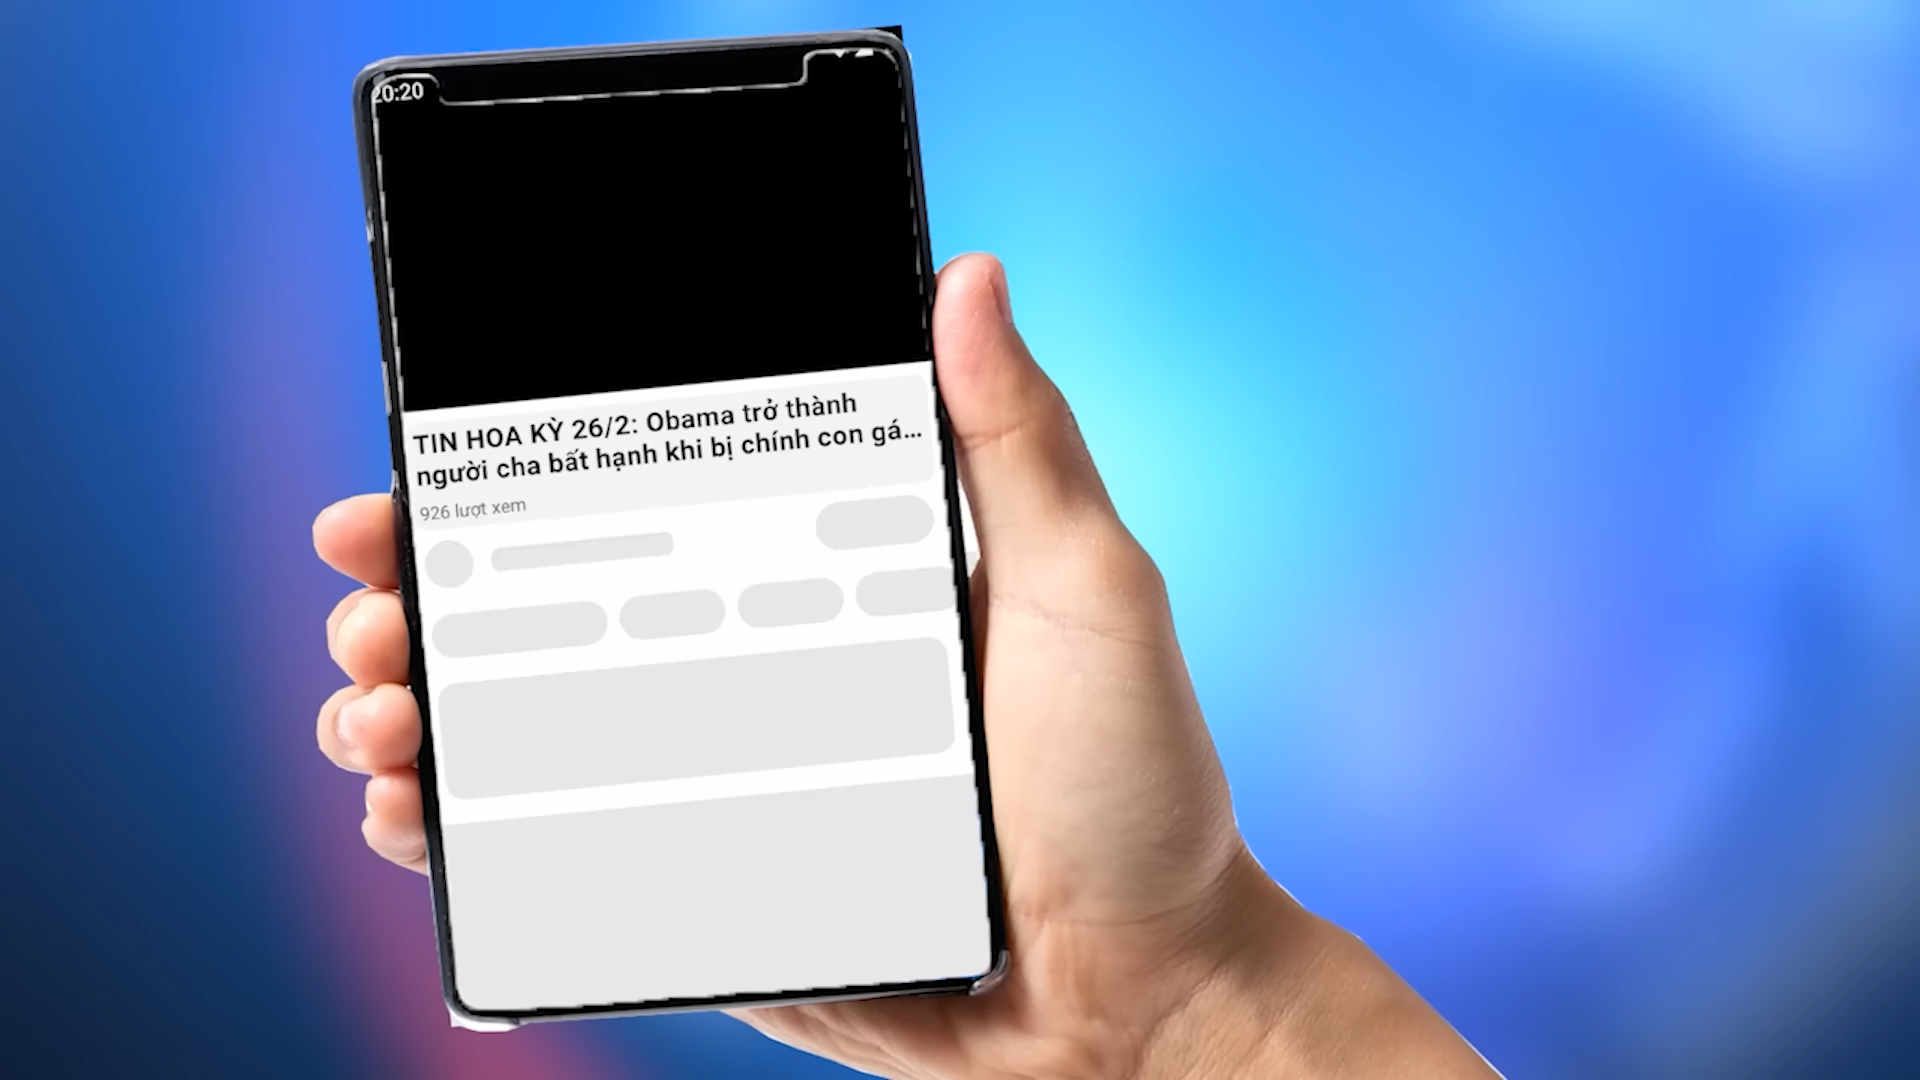 20:20
TIN HOA KỲ 26/2: Obama trở thành
người cha bất hạnh khi bị chính con gá...
926 lượt xem